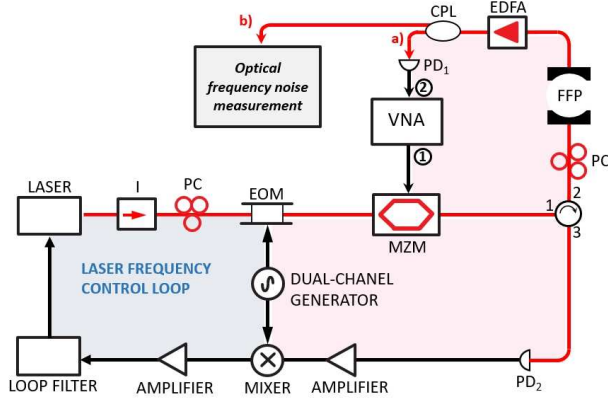 b)
CPL
EDFA
a)
Optical
frequency noise
measurement
PD1
2
VNA
FFP
1
PC
LASER
I
PC
EOM
1
2
3
MZM
LASER FREQUENCY
CONTROL LOOP
DUAL-CHANEL
GENERATOR
LOOP FILTER
AMPLIFIER
MIXER
AMPLIFIER
PD2